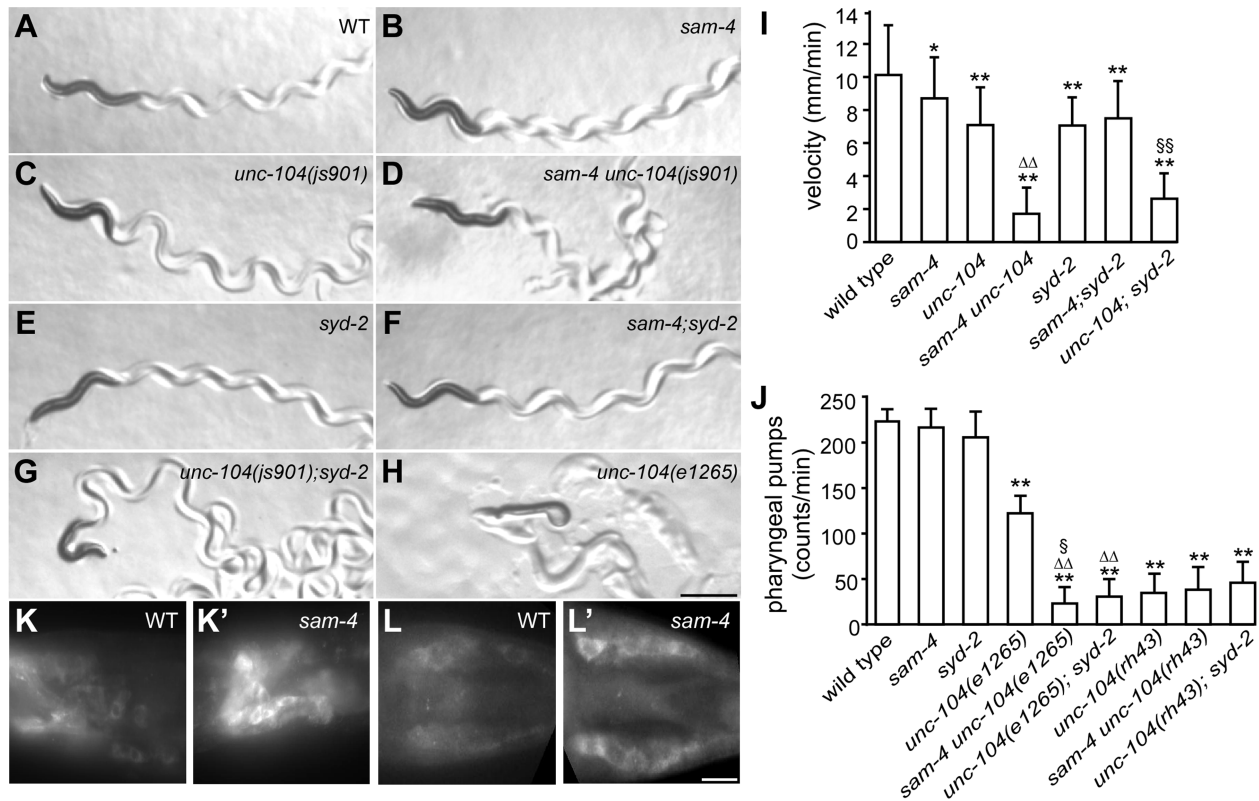 A
WT
B
sam-4
C
unc-104(js901)
D
sam-4 unc-104(js901)
E
syd-2
F
sam-4;syd-2
G
unc-104(js901);syd-2
H
unc-104(e1265)
K
WT
K’
sam-4
L
WT
L’
sam-4
I
velocity (mm/min)
14
12
10
8
6
4
2
0
*
**
ΔΔ
**
**
**
§§
**
wild type
sam-4
unc-104
sam-4 unc-104
syd-2
sam-4;syd-2
unc-104; syd-2
J
pharyngeal pumps
(counts/min)
250
200
150
100
50
0
**
§
ΔΔ
**
ΔΔ
**
**
**
**
wild type
sam-4
syd-2
unc-104(e1265)
sam-4 unc-104(e1265)
unc-104(e1265); syd-2
unc-104(rh43)
sam-4 unc-104(rh43)
unc-104(rh43); syd-2